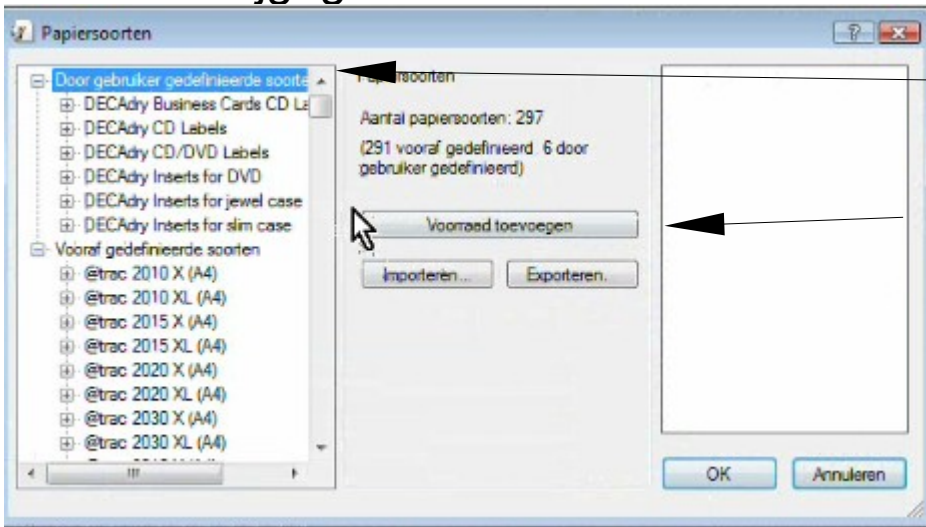 Papiersoorten
Door gebruiker gedefinieerde soorte
DECAdry Business Cards CD La
DECAdry CD Labels
DECAdry CD/DVD Labels
DECAdry Inserts for DVD
DECAdry Inserts for jewel case
DECAdry Inserts for slim case
Vooraf gedefinieerde soorten
@trac 2010 X (A4)
@trac 2010 XL (A4)
@trac 2015 X (A4)
@trac 2015 XL (A4)
@trac 2020 X (A4)
@trac 2020 XL (A4)
@trac 2030 X (A4)
@trac 2030 XL (A4)
Papiersoorten
Aantal papiersoorten: 297
(291 vooraf gedefinieerd 6 door
gebruiker gedefinieerd)
Voorraad toevoegen
Importeren...
Exporteren.
OK
Annuleren